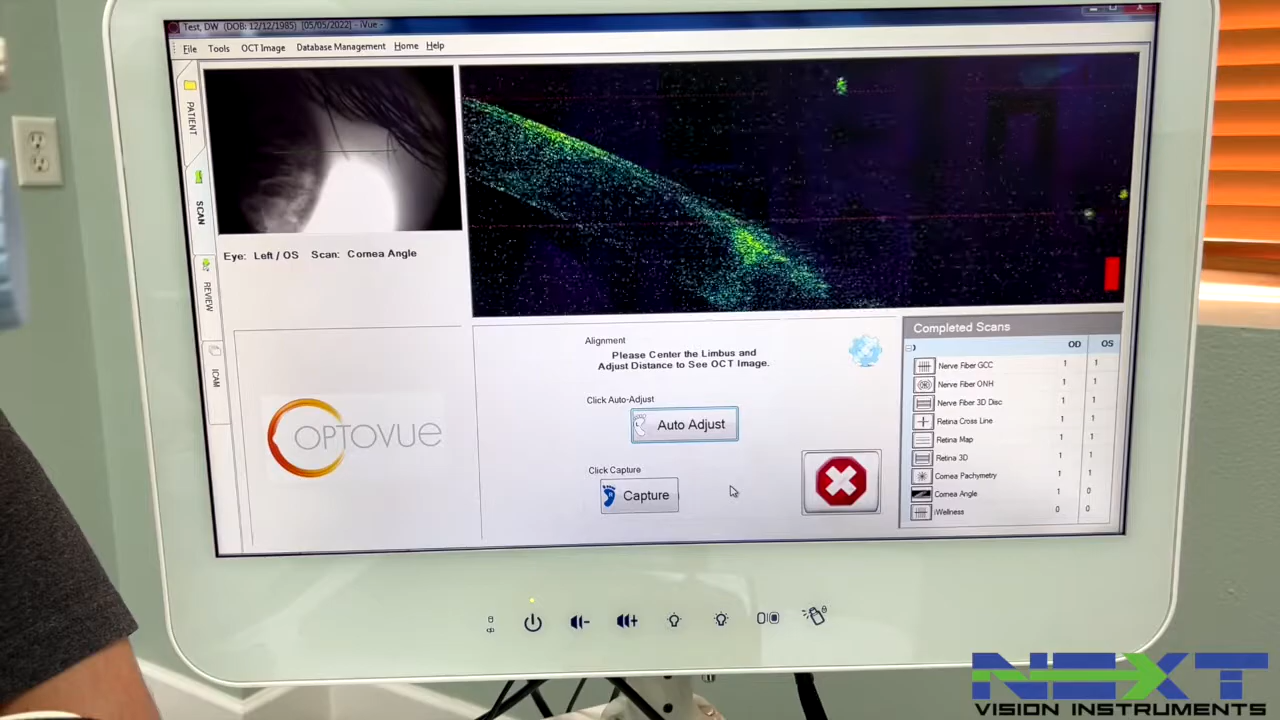 Test, DW (DOB: 12/12/1985) [05/05/2022] - iVue -
File Tools OCT Image Database Management Home Help
PATIENT
SCAN
REVIEW
iCAM
Eye: Left / OS Scan: Cornea Angle
OPTOVUE
Alignment
Please Center the Limbus and
Adjust Distance to See OCT Image.
Click Auto-Adjust
Auto Adjust
Click Capture
Capture
Completed Scans
OD OS
Nerve Fiber GCC 1 1
Nerve Fiber ONH 1 1
Nerve Fiber 3D Disc 1 1
Retina Cross Line 1 1
Retina Map 1 1
Retina 3D 1 1
Cornea Pachymetry 1 1
Cornea Angle 1 0
iWellness 0 0
NEXT
VISION INSTRUMENTS